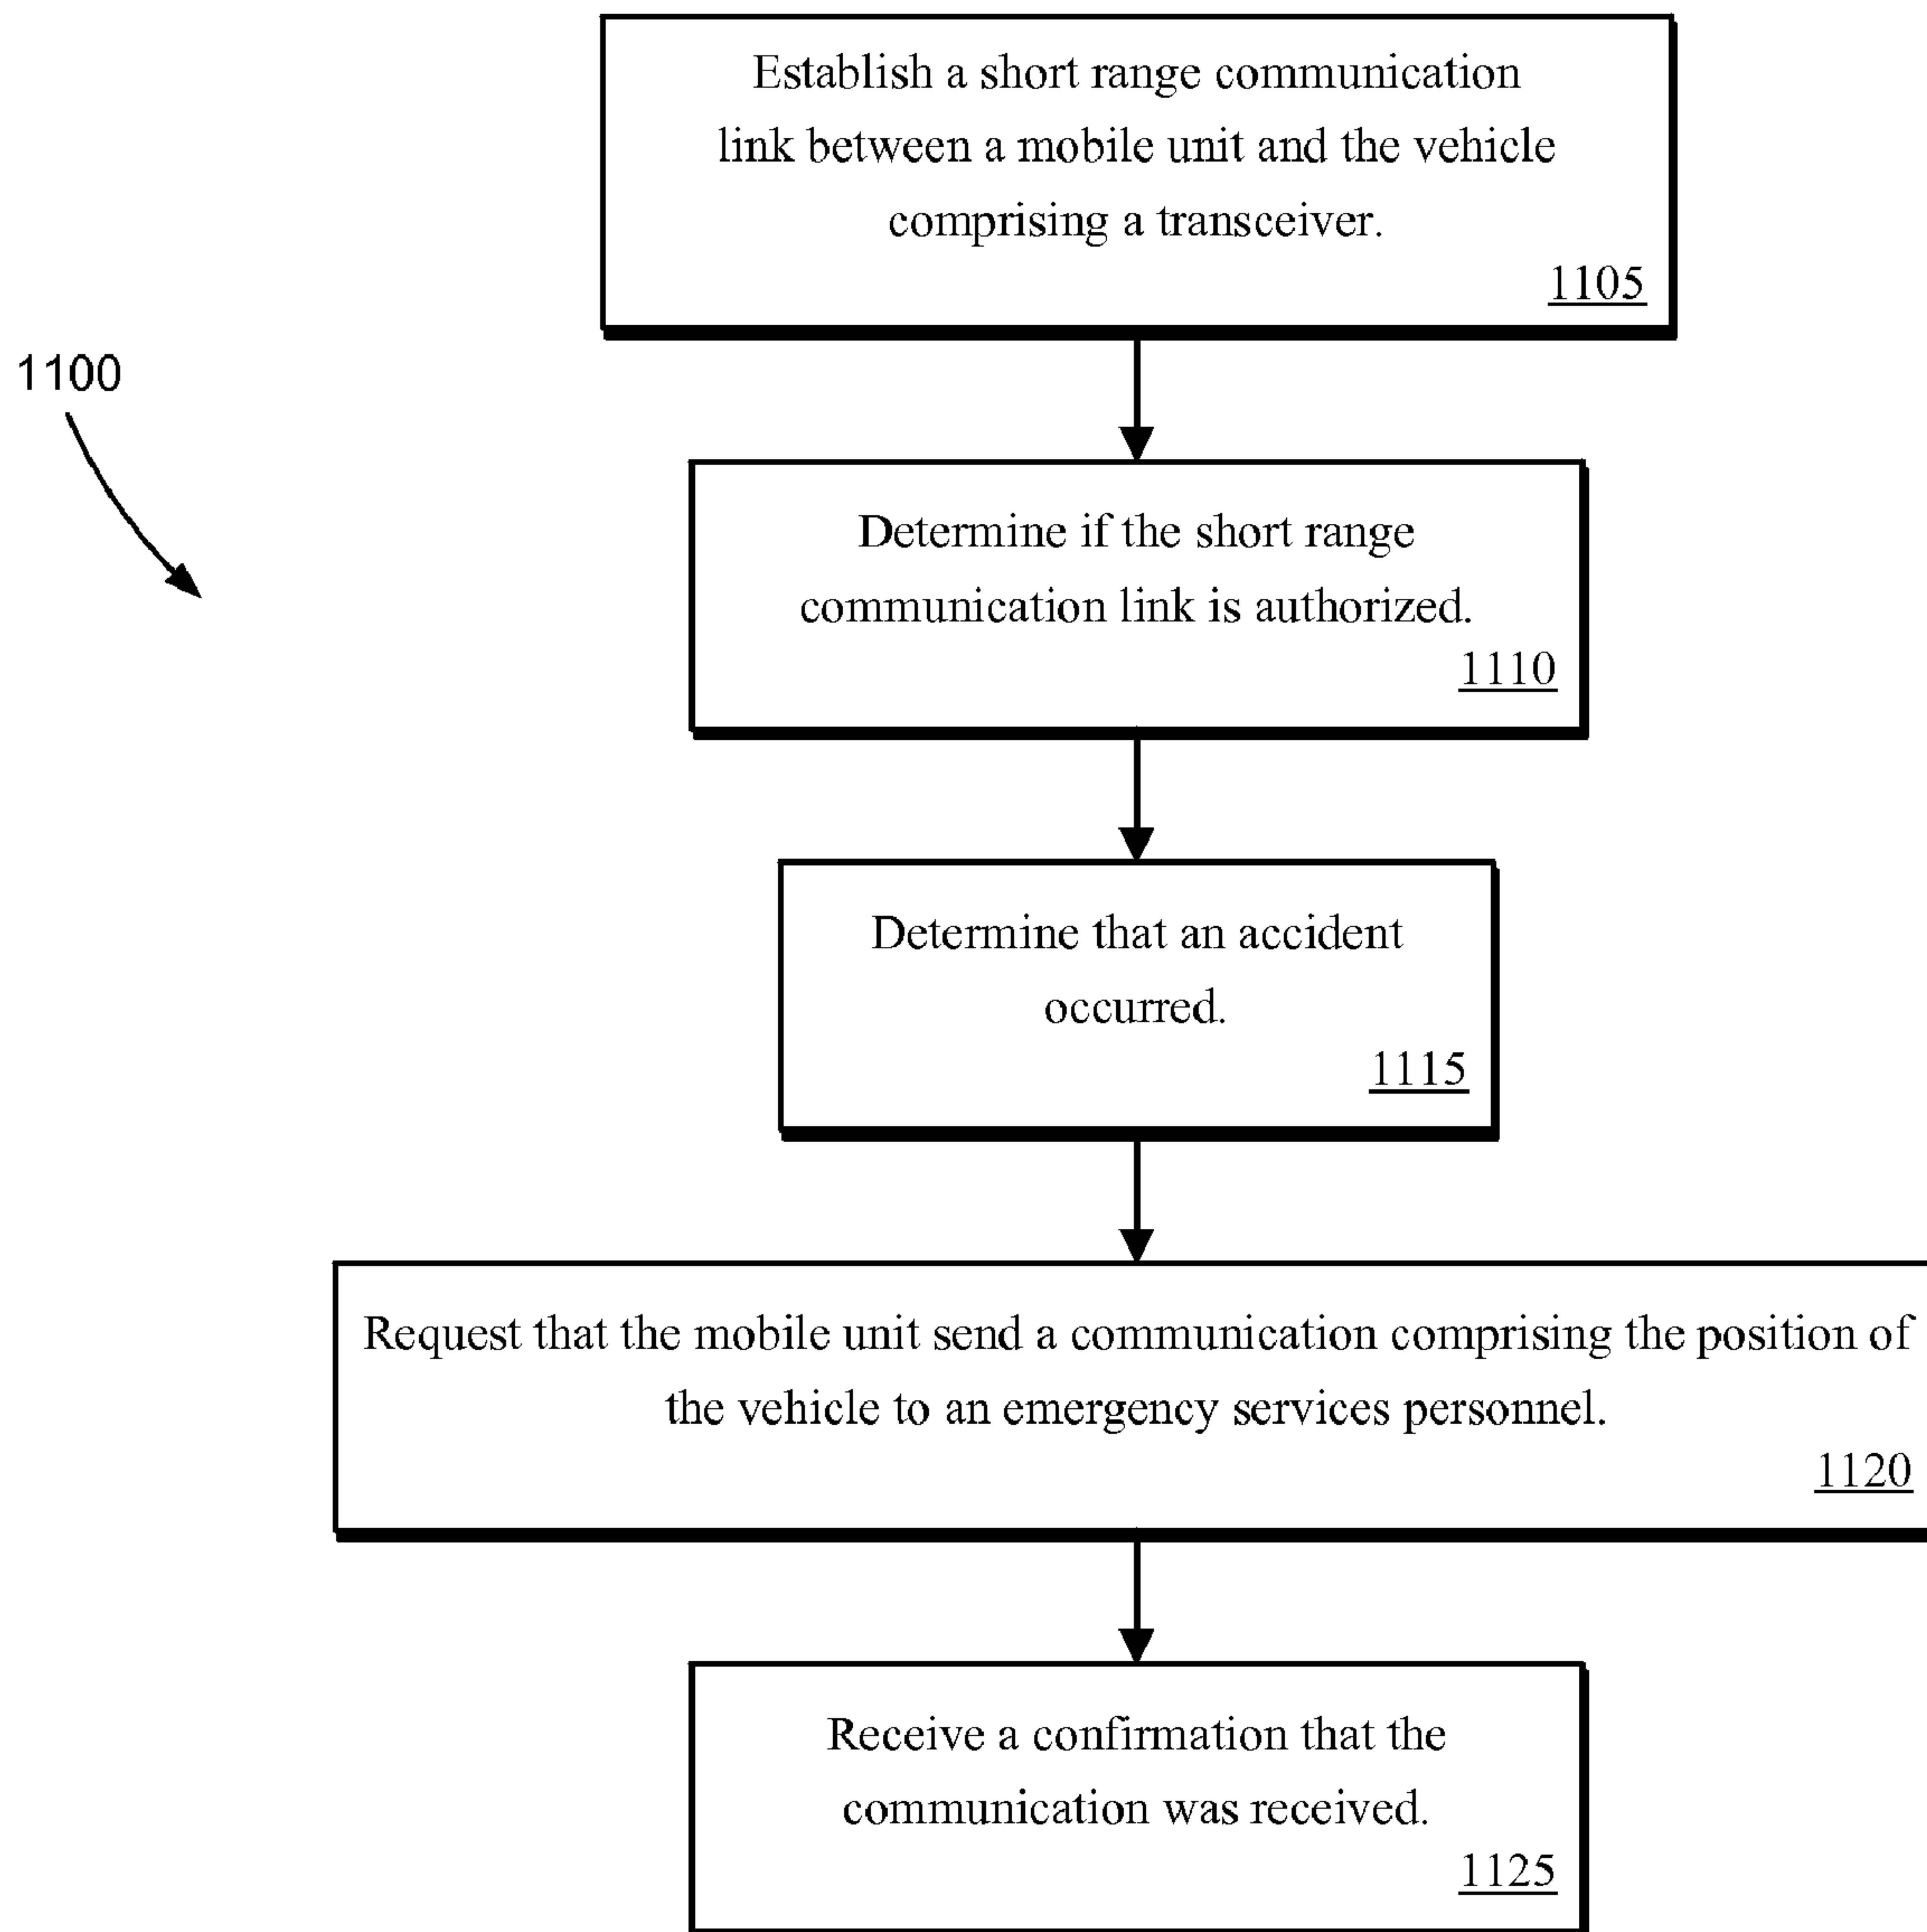 Establish a short range communication
link between a mobile unit and the vehicle
comprising a transceiver.
1105
1100
Determine if the short range
communication link is authorized.
1110
Determine that an accident
occurred.
1115
Request that the mobile unit send a communication comprising the position of
the vehicle to an emergency services personnel.
1120
Receive a confirmation that the
communication was received.
1125